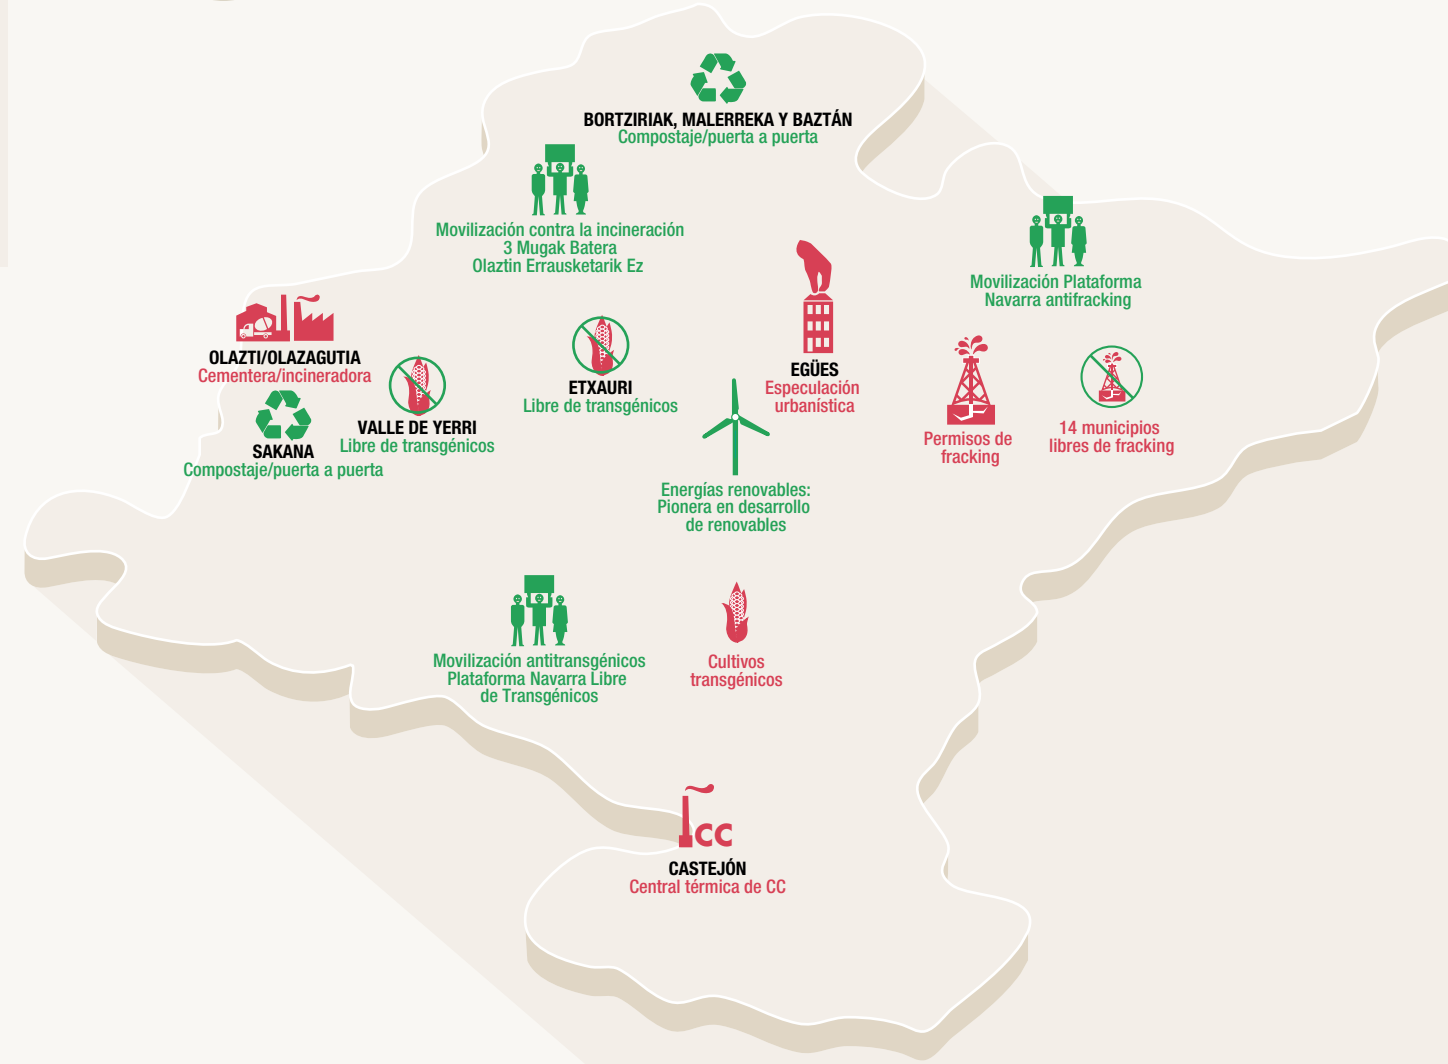 BORTZIRIAK, MALERREKA Y BAZTÁN
Compostaje/puerta a puerta
Movilización contra la incineración
3 Mugak Batera
Olaztin Errausketarik Ez
Movilización Plataforma
Navarra antifracking
OLAZTI/OLAZAGUTIA
Cementera/incineradora
SAKANA
Compostaje/puerta a puerta
VALLE DE YERRI
Libre de transgénicos
ETXAURI
Libre de transgénicos
EGÜES
Especulación
urbanística
Permisos de
fracking
14 municipios
libres de fracking
Energías renovables:
Pionera en desarrollo
de renovables
Movilización antitransgénicos
Plataforma Navarra Libre
de Transgénicos
Cultivos
transgénicos
CC
CASTEJÓN
Central térmica de CC